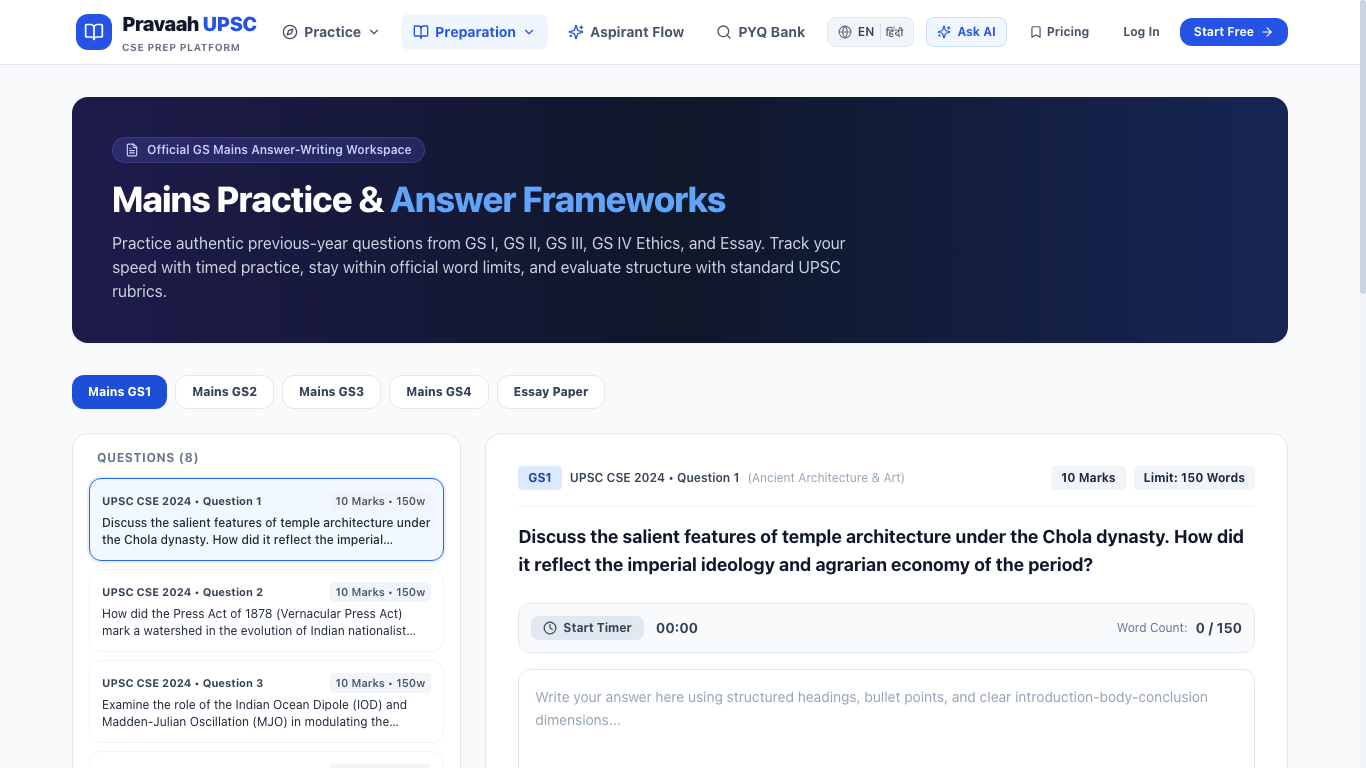 Pravaah UPSC
CSE PREP PLATFORM
Practice
Preparation
Aspirant Flow
PYQ Bank
EN
हिंदी
Ask AI
Pricing
Log In
Start Free
Official GS Mains Answer-Writing Workspace
Mains Practice & Answer Frameworks
Practice authentic previous-year questions from GS I, GS II, GS III, GS IV Ethics, and Essay. Track your
speed with timed practice, stay within official word limits, and evaluate structure with standard UPSC
rubrics.
Mains GS1
Mains GS2
Mains GS3
Mains GS4
Essay Paper
QUESTIONS (8)
UPSC CSE 2024 • Question 1
10 Marks • 150w
Discuss the salient features of temple architecture under
the Chola dynasty. How did it reflect the imperial...
UPSC CSE 2024 • Question 2
10 Marks • 150w
How did the Press Act of 1878 (Vernacular Press Act)
mark a watershed in the evolution of Indian nationalist...
UPSC CSE 2024 • Question 3
10 Marks • 150w
Examine the role of the Indian Ocean Dipole (IOD) and
Madden-Julian Oscillation (MJO) in modulating the...
GS1
UPSC CSE 2024 • Question 1
(Ancient Architecture & Art)
10 Marks
Limit: 150 Words
Discuss the salient features of temple architecture under the Chola dynasty. How did
it reflect the imperial ideology and agrarian economy of the period?
Start Timer
00:00
Word Count: 0 / 150
Write your answer here using structured headings, bullet points, and clear introduction-body-conclusion
dimensions...